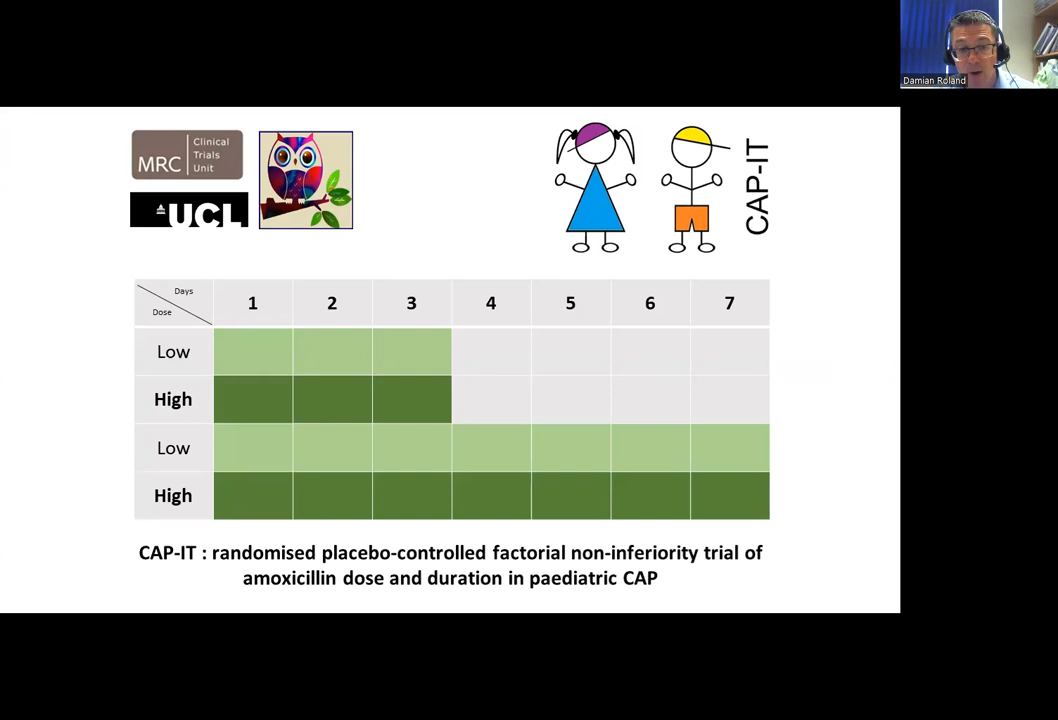 Damian Roland
MRC
Clinical
Trials
Unit
UCL
CAP-IT
Days
Dose
1 2 3 4 5 6 7
Low
High
Low
High
CAP-IT : randomised placebo-controlled factorial non-inferiority trial of
amoxicillin dose and duration in paediatric CAP